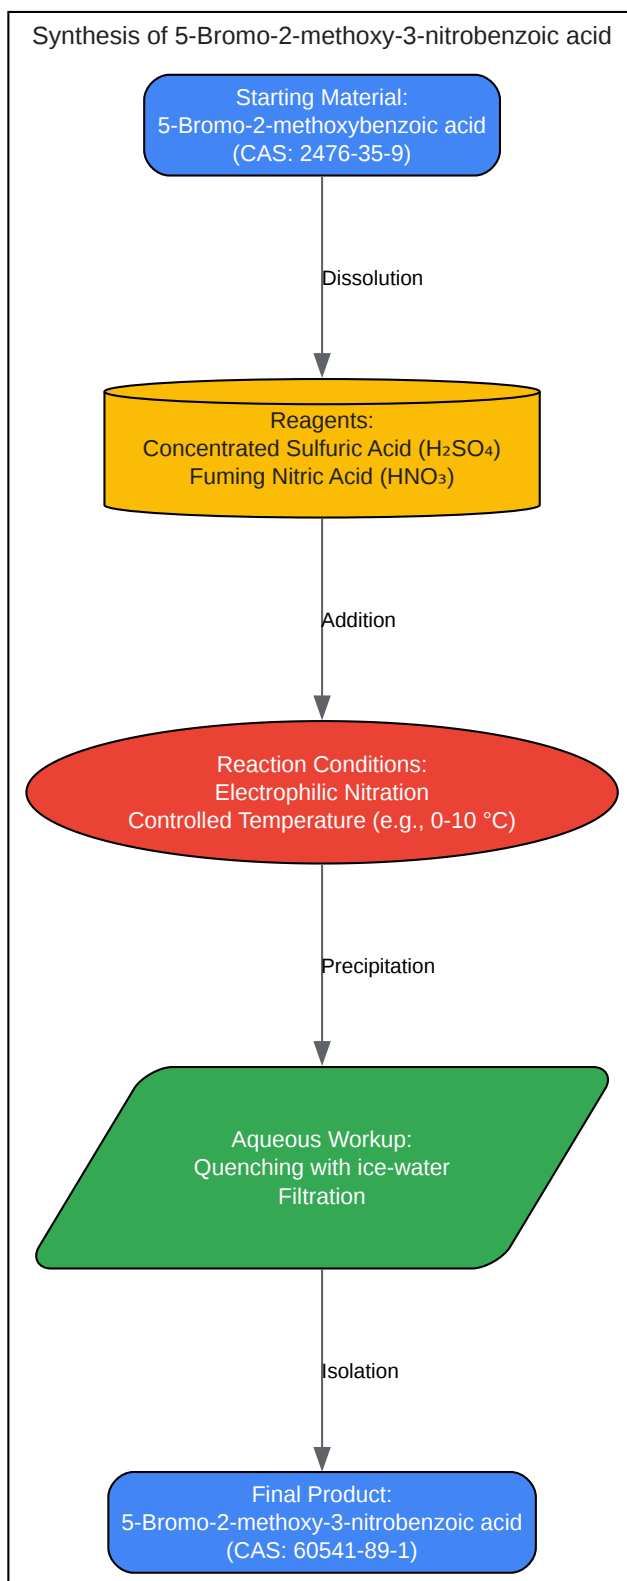 Synthesis of 5-Bromo-2-methoxy-3-nitrobenzoic acid
Starting Material:
5-Bromo-2-methoxybenzoic acid
(CAS: 2476-35-9)
Dissolution
Reagents:
Concentrated Sulfuric Acid (H₂SO₄)
Fuming Nitric Acid (HNO₃)
Addition
Reaction Conditions:
Electrophilic Nitration
Controlled Temperature (e.g., 0-10 °C)
Precipitation
Aqueous Workup:
Quenching with ice-water
Filtration
Isolation
Final Product:
5-Bromo-2-methoxy-3-nitrobenzoic acid
(CAS: 60541-89-1)